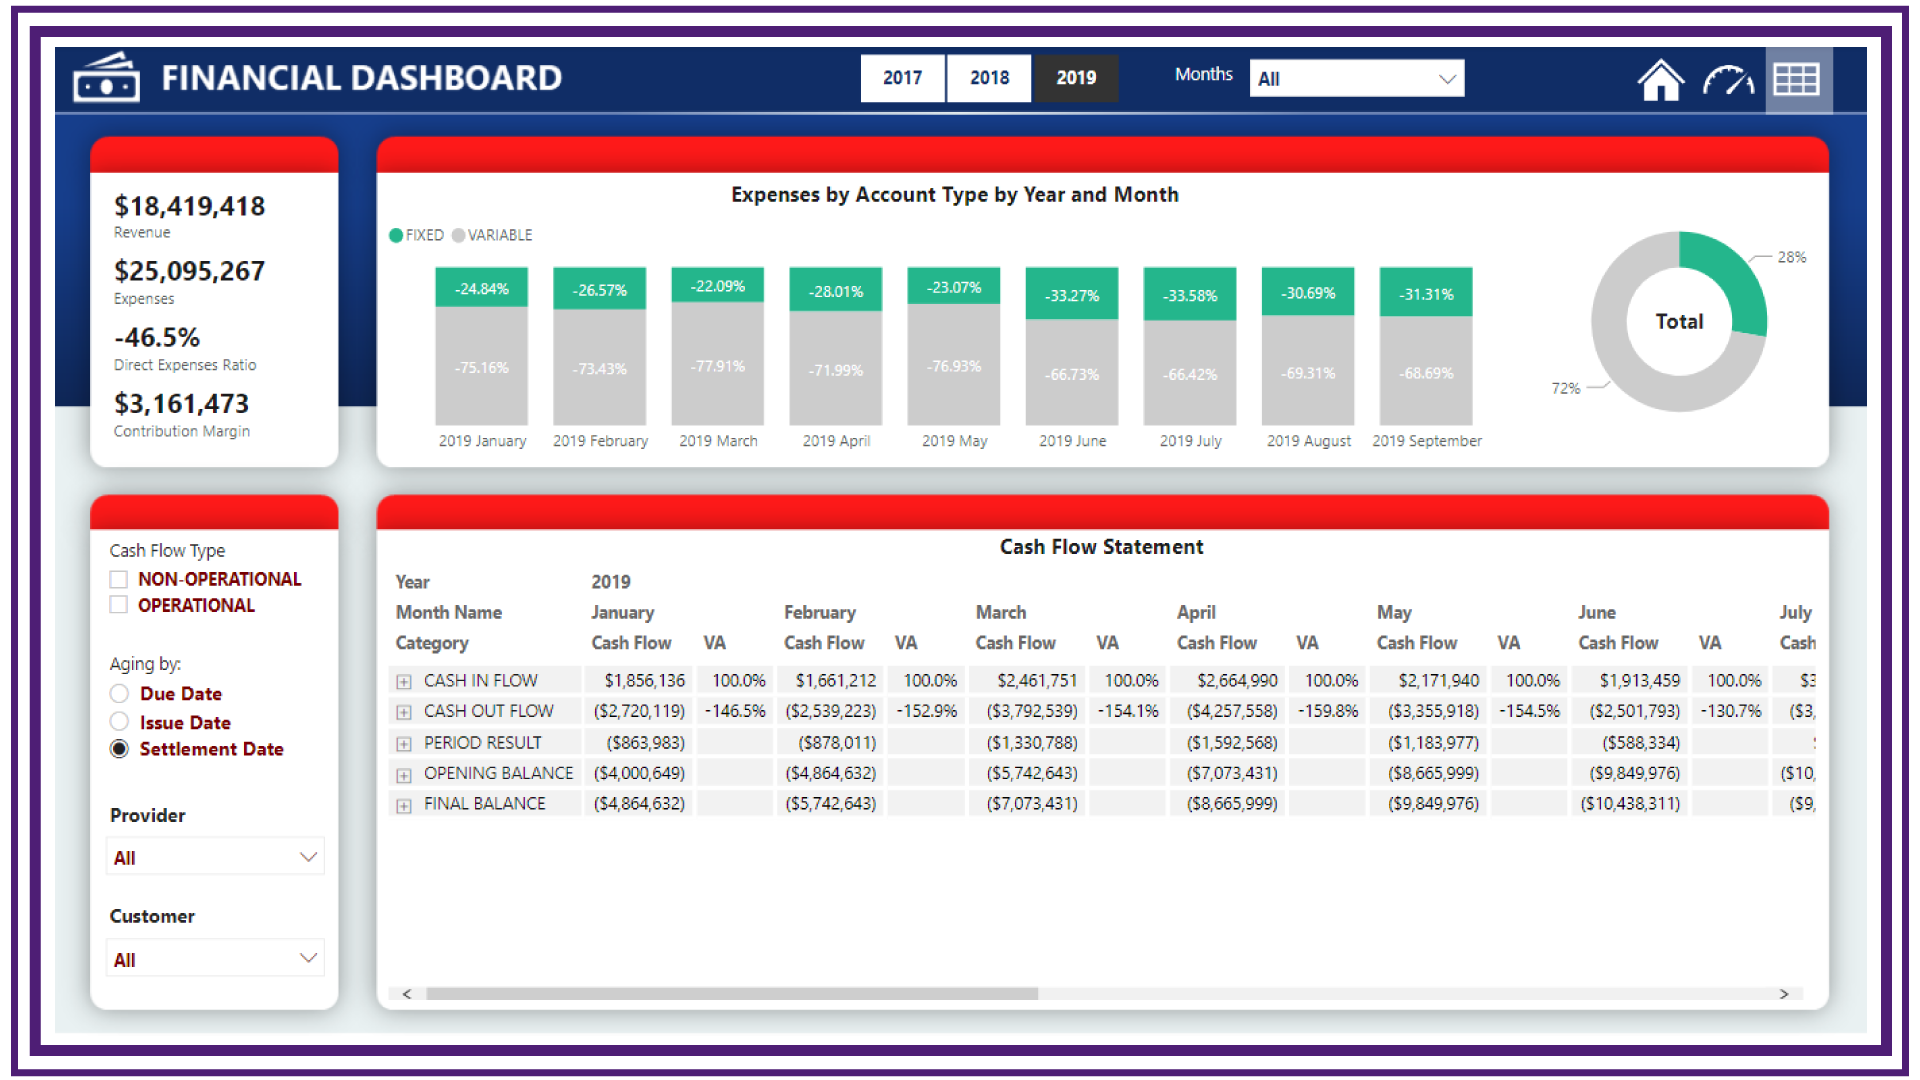 FINANCIAL DASHBOARD
2017 2018 2019
Months All
$18,419,418
Revenue
$25,095,267
Expenses
-46.5%
Direct Expenses Ratio
$3,161,473
Contribution Margin
Expenses by Account Type by Year and Month
FIXED VARIABLE
-24.84% -26.57% -22.09% -28.01% -23.07% -33.27% -33.58% -30.69% -31.31%
-75.16% -73.43% -77.91% -71.99% -76.93% -66.73% -66.42% -69.31% -68.69%
2019 January 2019 February 2019 March 2019 April 2019 May 2019 June 2019 July 2019 August 2019 September
28%
Total
72%
Cash Flow Type
NON-OPERATIONAL
OPERATIONAL
Aging by:
Due Date
Issue Date
Settlement Date
Provider
All
Customer
All
Cash Flow Statement
Year 2019
Month Name January February March April May June July
Category Cash Flow VA Cash Flow VA Cash Flow VA Cash Flow VA Cash Flow VA Cash Flow VA Cash
CASH IN FLOW $1,856,136 100.0% $1,661,212 100.0% $2,461,751 100.0% $2,664,990 100.0% $2,171,940 100.0% $1,913,459 100.0% $3
CASH OUT FLOW ($2,720,119) -146.5% ($2,539,223) -152.9% ($3,792,539) -154.1% ($4,257,558) -159.8% ($3,355,918) -154.5% ($2,501,793) -130.7% ($3,
PERIOD RESULT ($863,983) ($878,011) ($1,330,788) ($1,592,568) ($1,183,977) ($588,334)
OPENING BALANCE ($4,000,649) ($4,864,632) ($5,742,643) ($7,073,431) ($8,665,999) ($9,849,976) ($10,
FINAL BALANCE ($4,864,632) ($5,742,643) ($7,073,431) ($8,665,999) ($9,849,976) ($10,438,311) ($9,